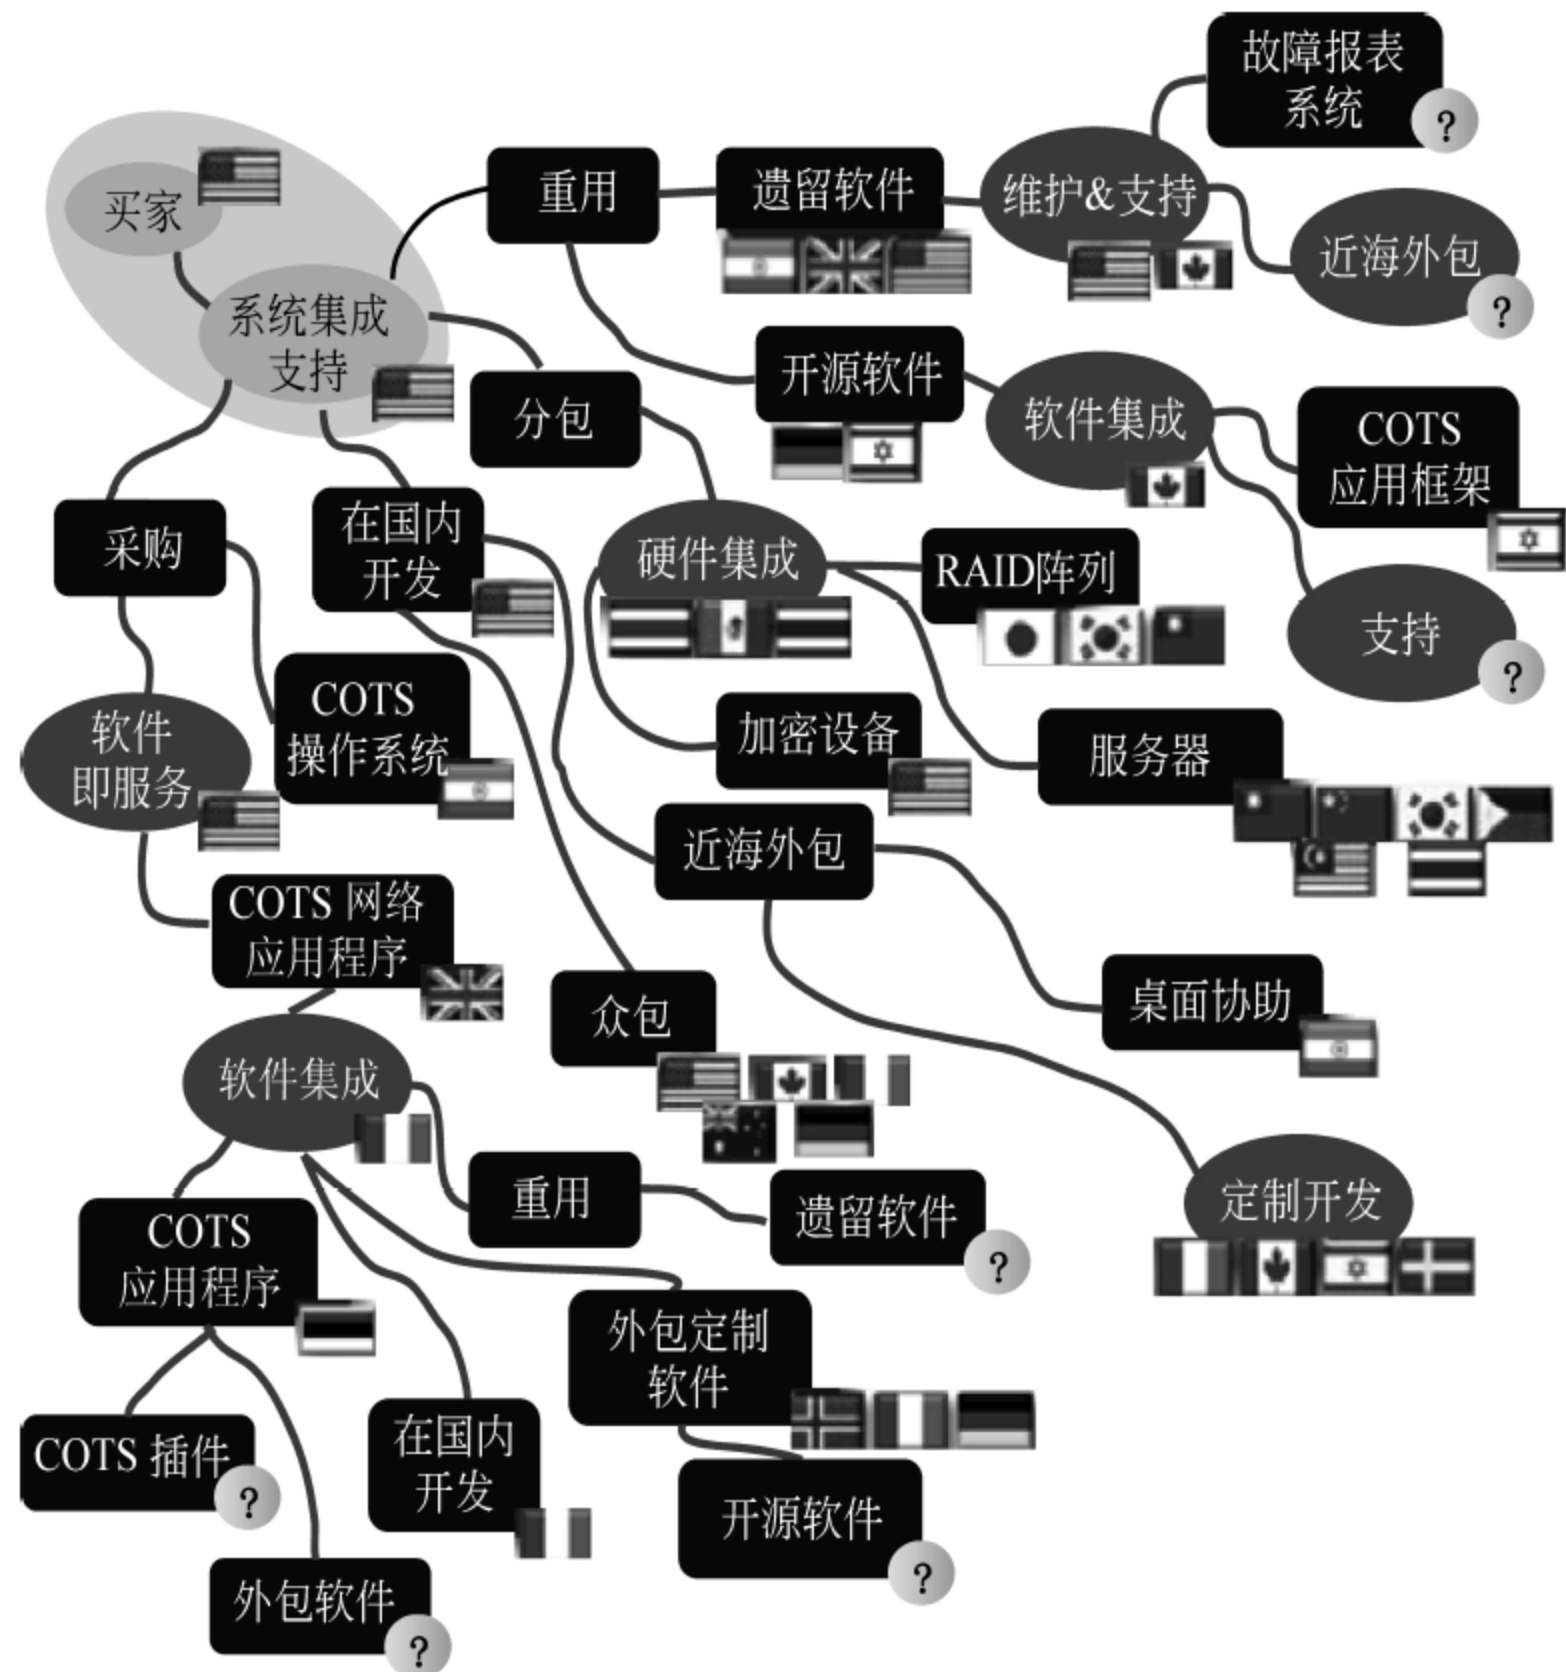 故障报表
系统
?
重用
遗留软件
维护&支持
买家
近海外包
?
系统集成
支持
开源软件
分包
软件集成
COTS
应用框架
采购
在国内
开发
硬件集成
RAID阵列
支持
?
COTS
操作系统
软件
即服务
加密设备
服务器
近海外包
COTS 网络
应用程序
众包
桌面协助
软件集成
重用
遗留软件
?
定制开发
COTS
应用程序
外包定制
软件
COTS 插件
?
在国内
开发
开源软件
?
外包软件
?